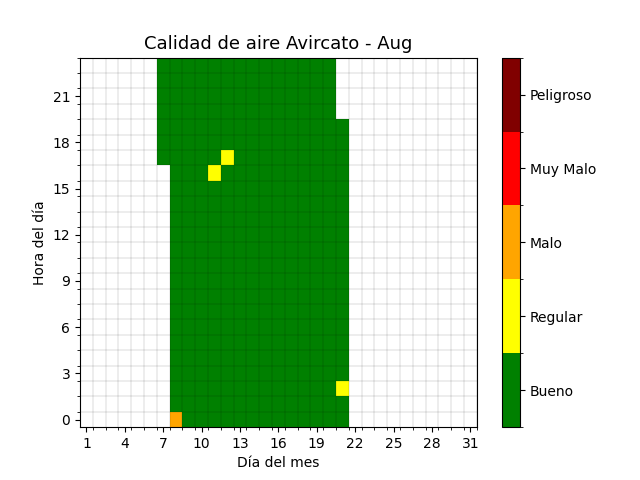 Calidad de aire Avircato - Aug
21
18
15
12
9
6
3
0
Hora del día
1 4 7 10 13 16 19 22 25 28 31
Día del mes
Peligroso
Muy Malo
Malo
Regular
Bueno